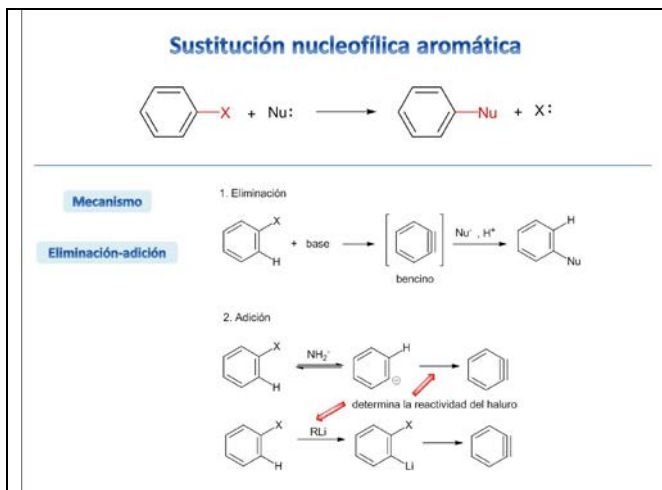 Sustitución nucleofílica aromática
X + Nu: Nu + X:
Mecanismo
Eliminación-adición
1. Eliminación
X
H
+ base
bencino
Nu⁻ , H⁺
H
Nu
2. Adición
X
H
NH₂⁻
H
⊖
determina la reactividad del haluro
X
H
RLi
X
Li